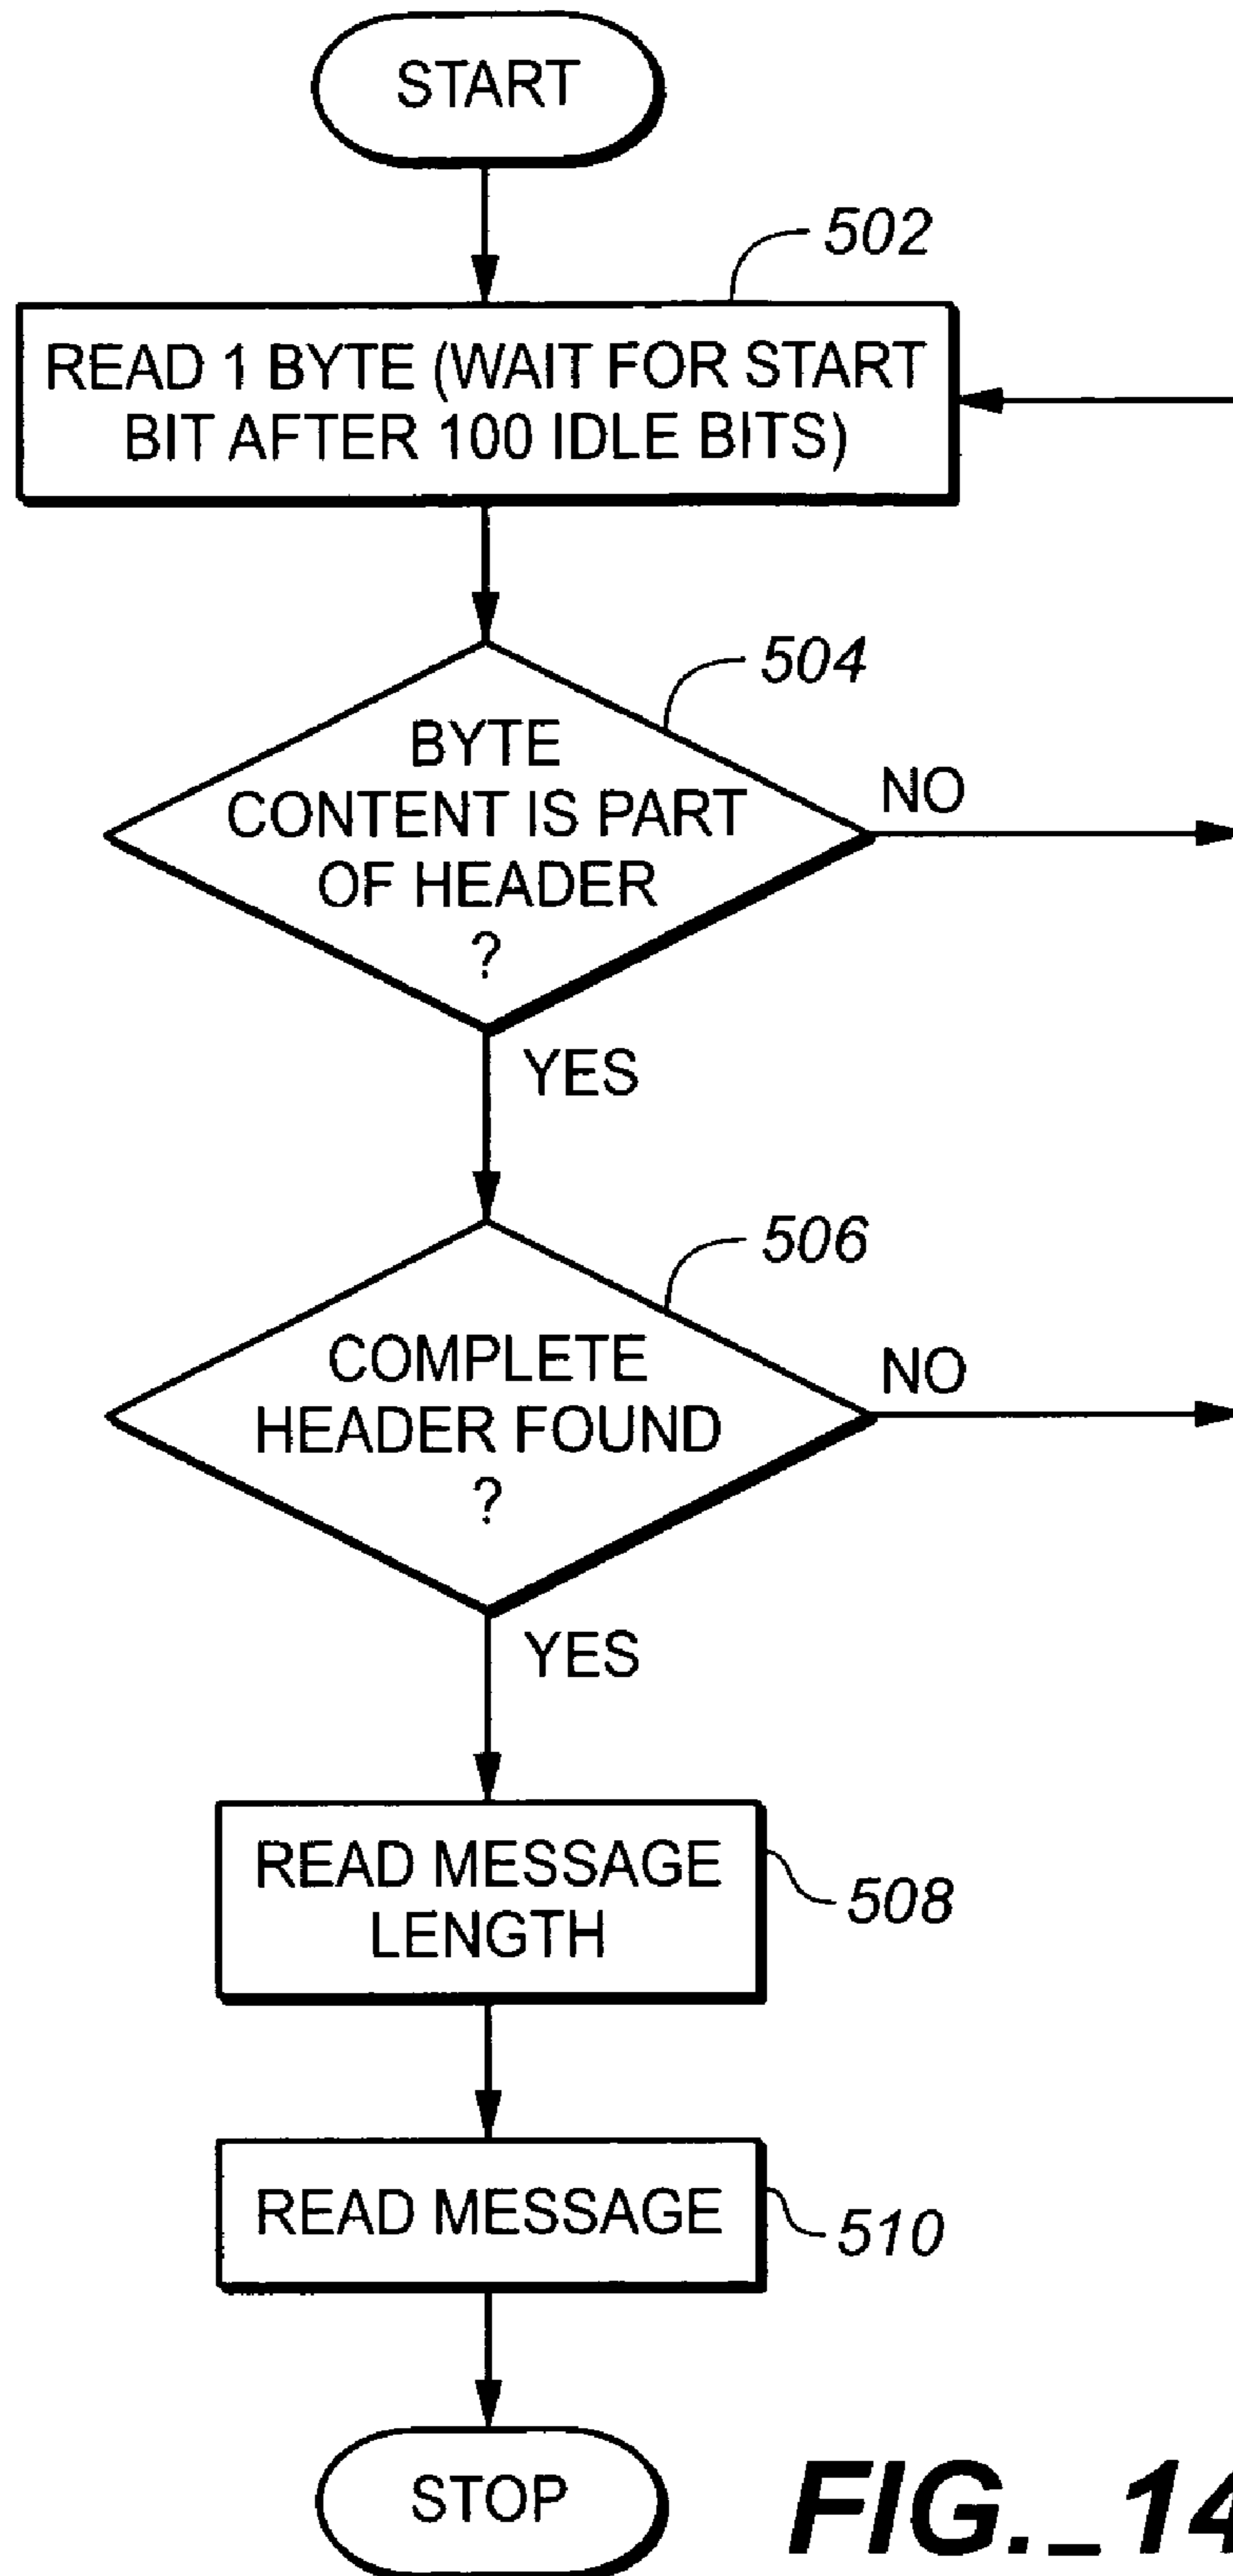 START
502
READ 1 BYTE (WAIT FOR START
BIT AFTER 100 IDLE BITS)
504
BYTE
CONTENT IS PART
OF HEADER
?
NO
YES
506
COMPLETE
HEADER FOUND
?
NO
YES
READ MESSAGE
LENGTH
508
READ MESSAGE
510
STOP
FIG._14